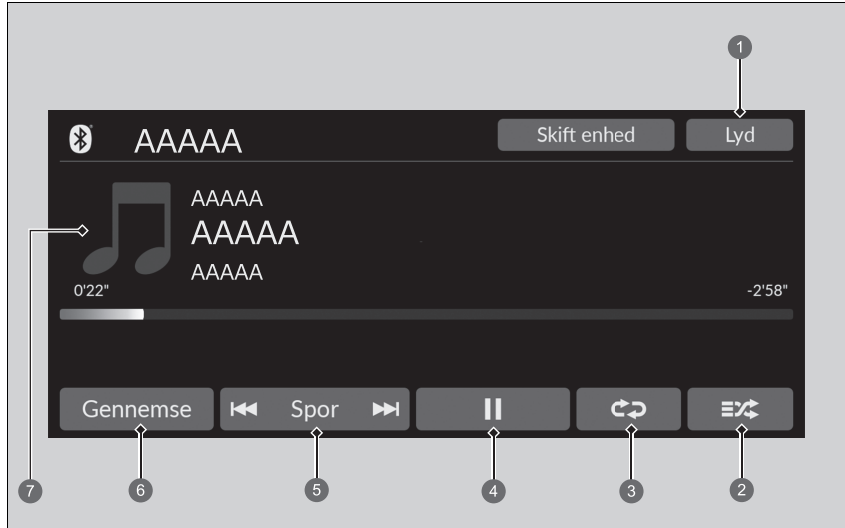 1
AAAAA
Skift enhed
Lyd
AAAAA
AAAAA
AAAAA
0'22"
-2'58"
Gennemse
Spor
7
6
5
4
3
2